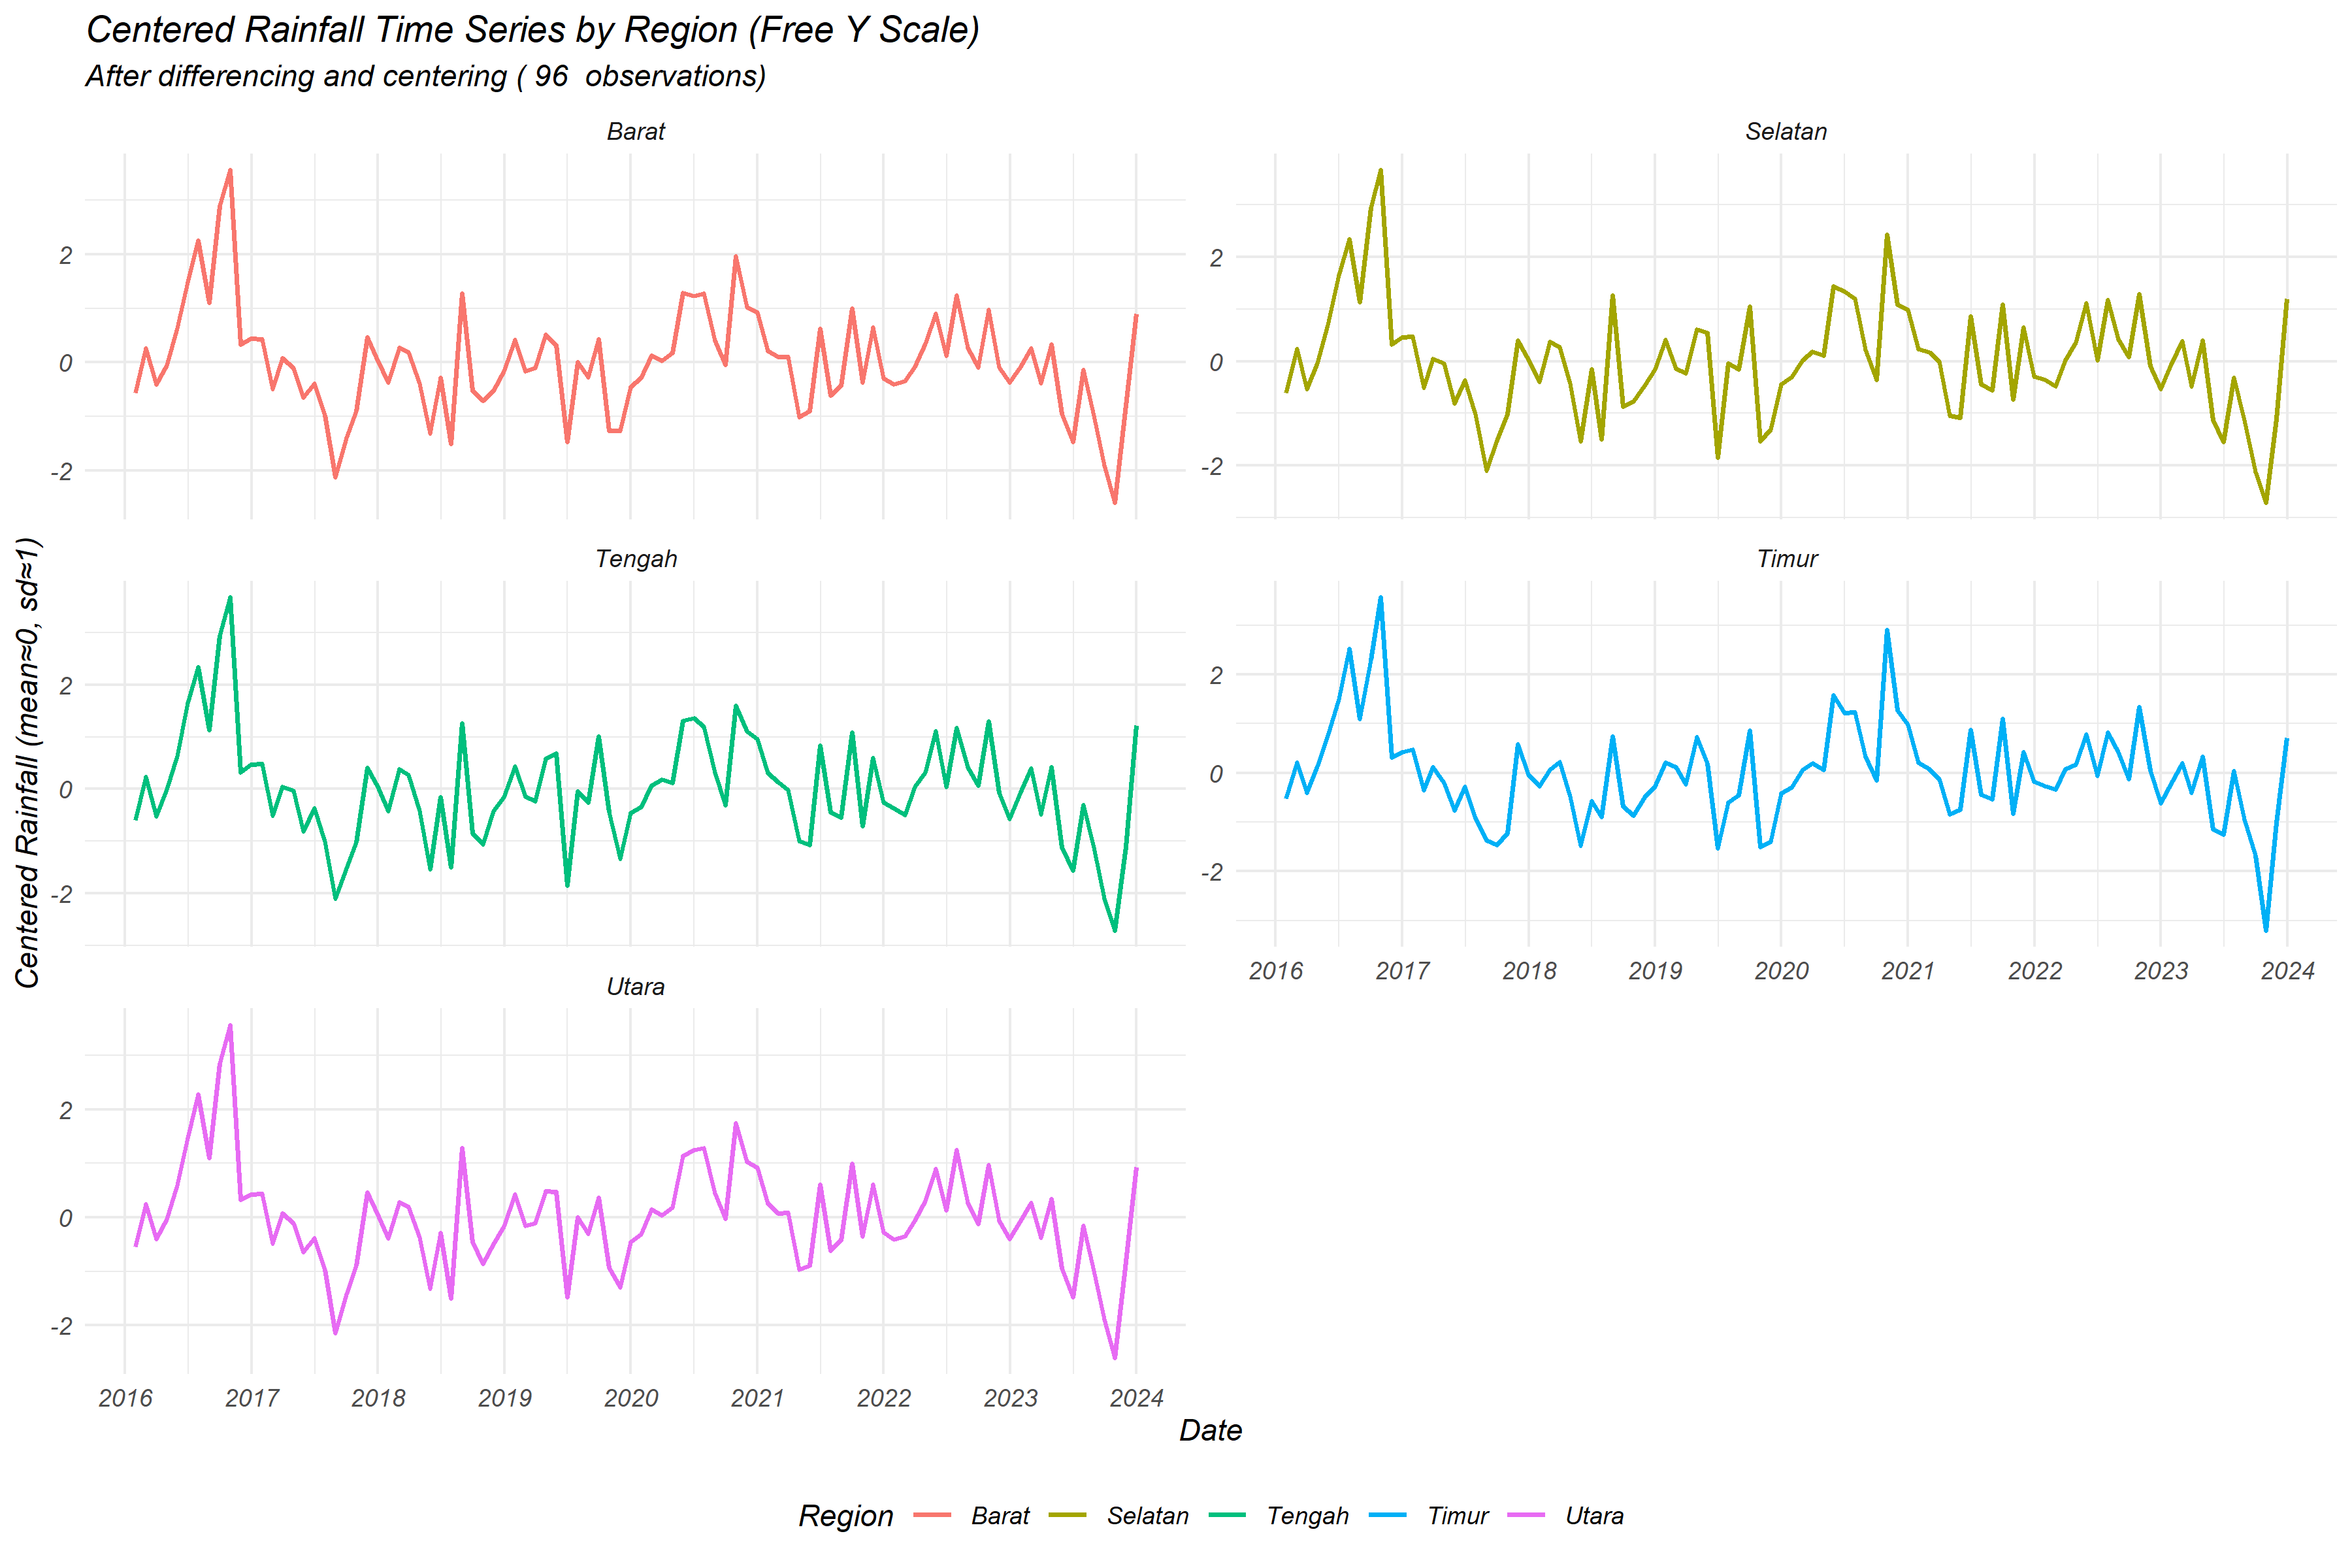 Centered Rainfall Time Series by Region (Free Y Scale)
After differencing and centering ( 96  observations)
Barat
Selatan
2
0
-2
2
0
-2
Tengah
Timur
2
0
-2
2
0
-2
2016 2017 2018 2019 2020 2021 2022 2023 2024
Utara
2
0
-2
2016 2017 2018 2019 2020 2021 2022 2023 2024
Centered Rainfall (mean≈0, sd≈1)
Date
Region Barat Selatan Tengah Timur Utara